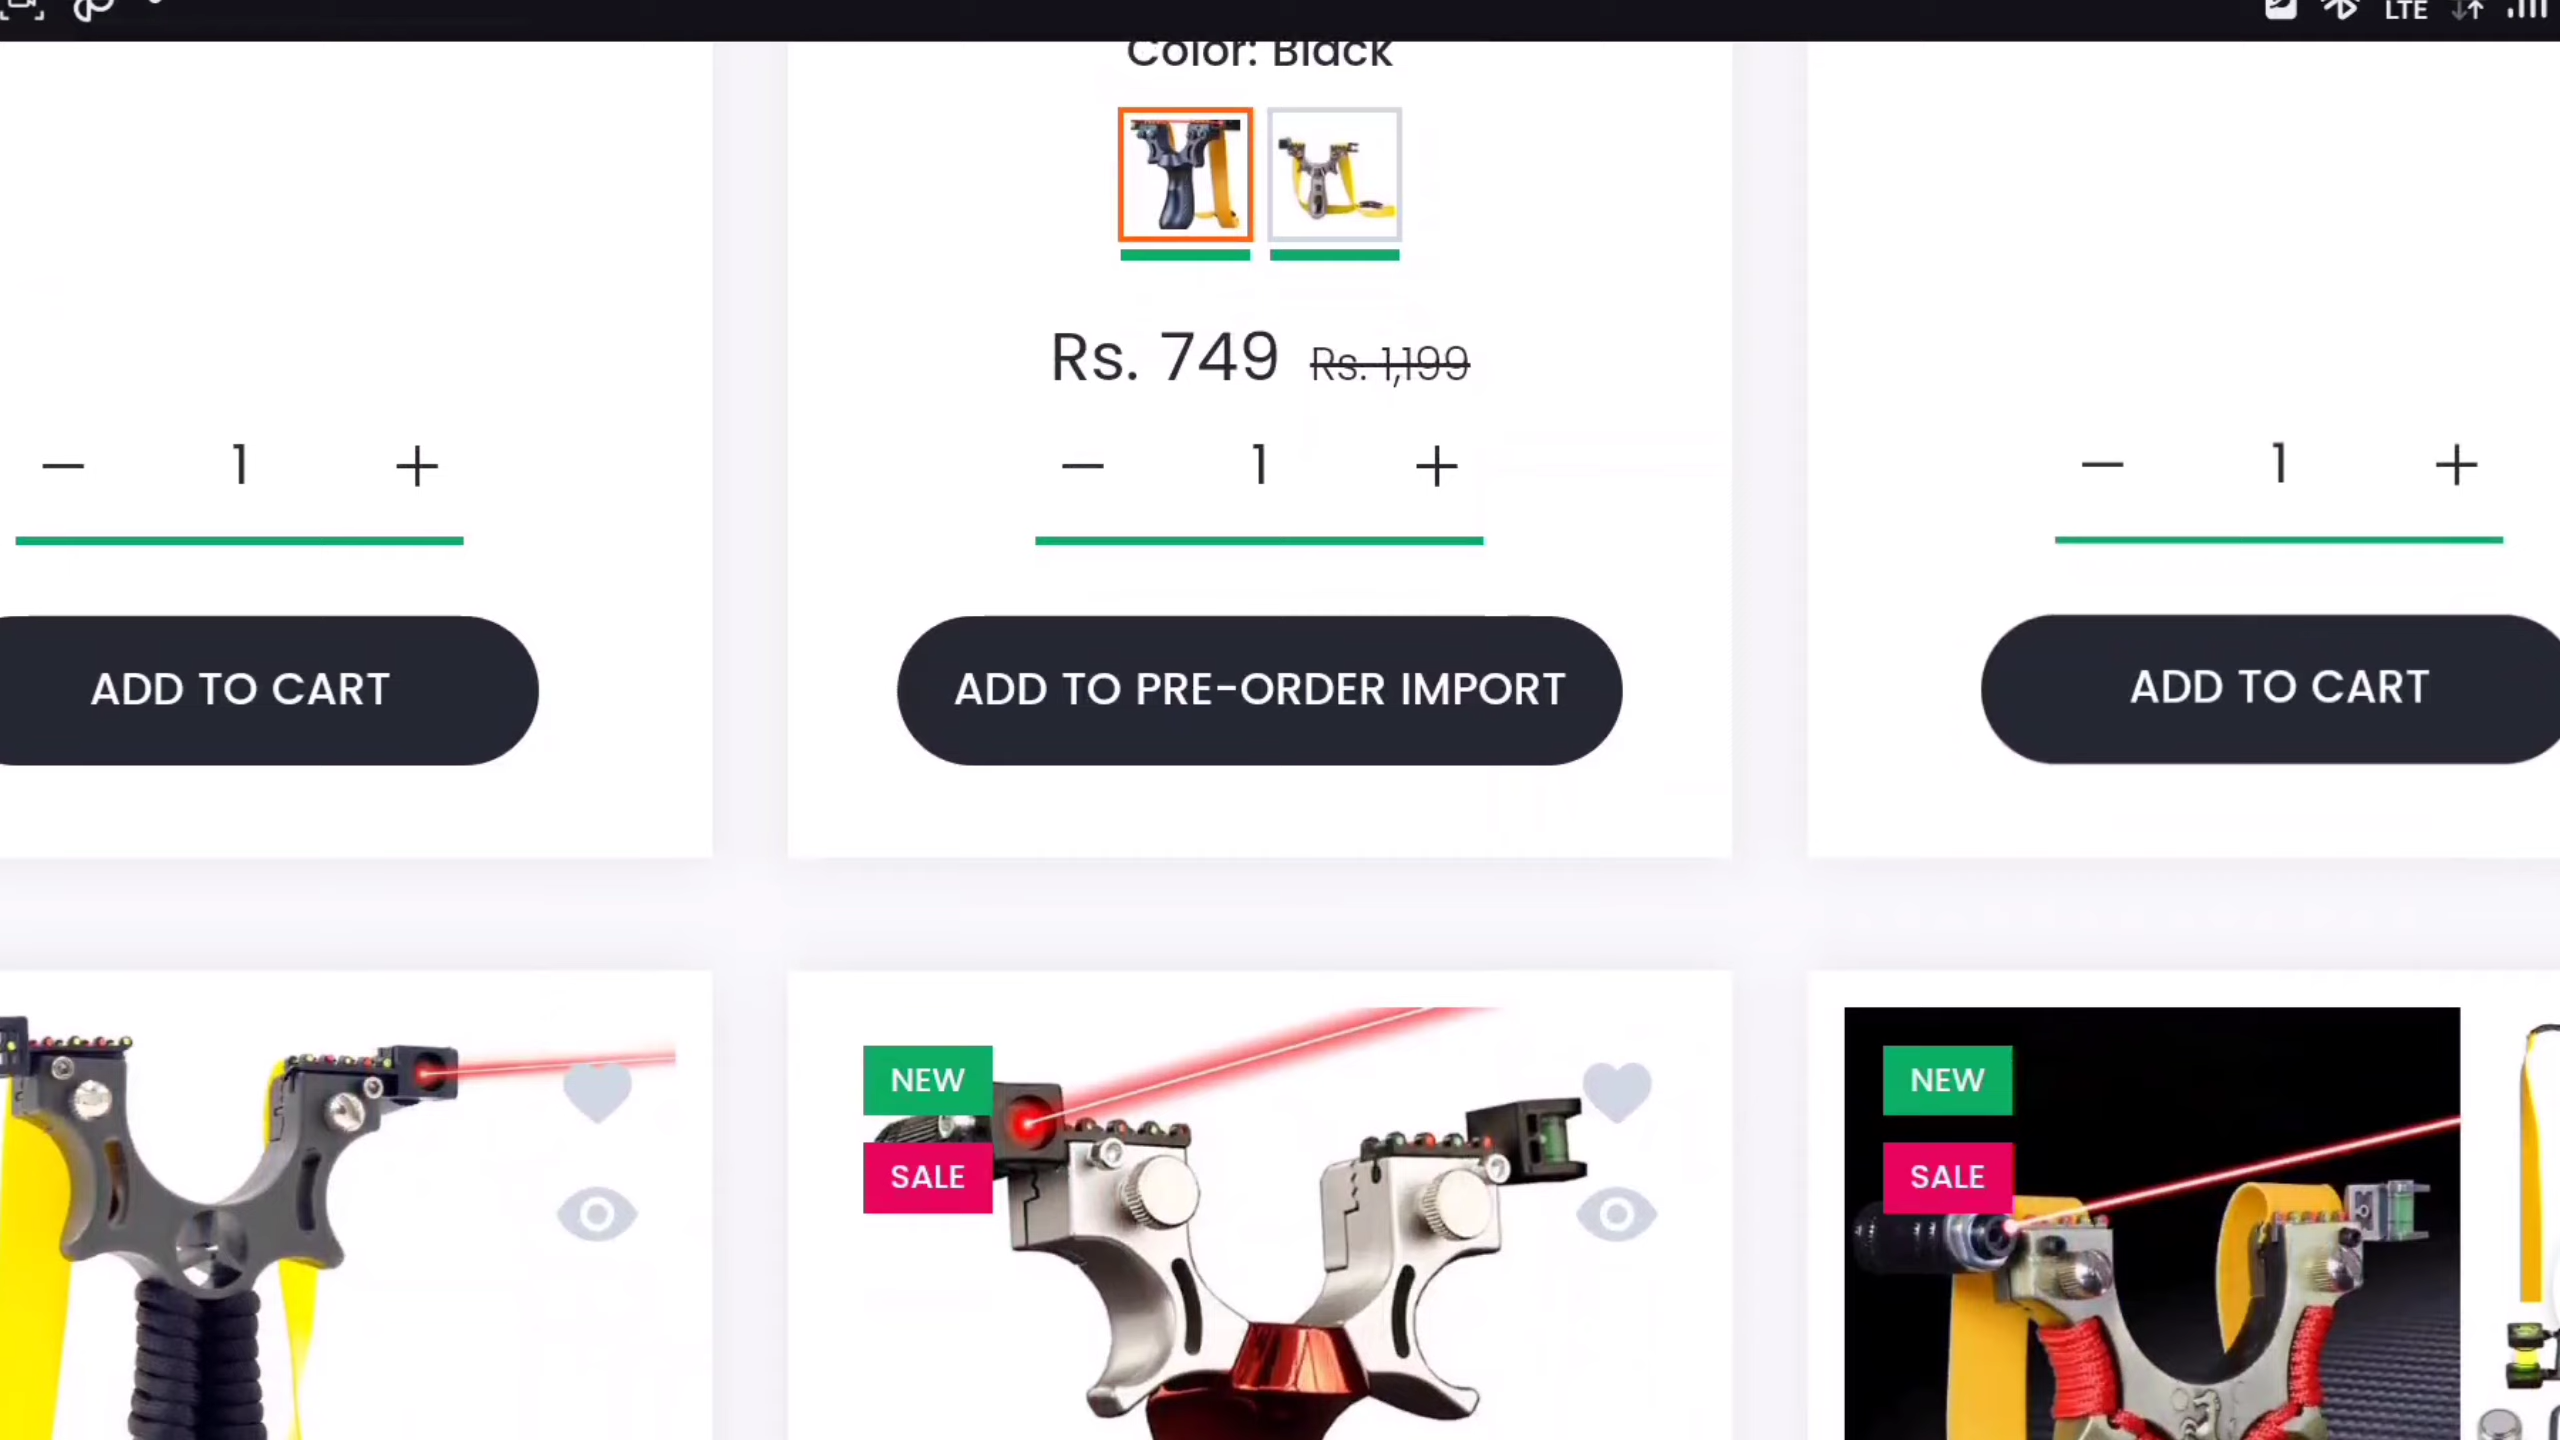 LTE
Color: Black
Rs. 749 Rs. 1,199
1
1
1
ADD TO CART
ADD TO PRE-ORDER IMPORT
ADD TO CART
NEW
SALE
NEW
SALE